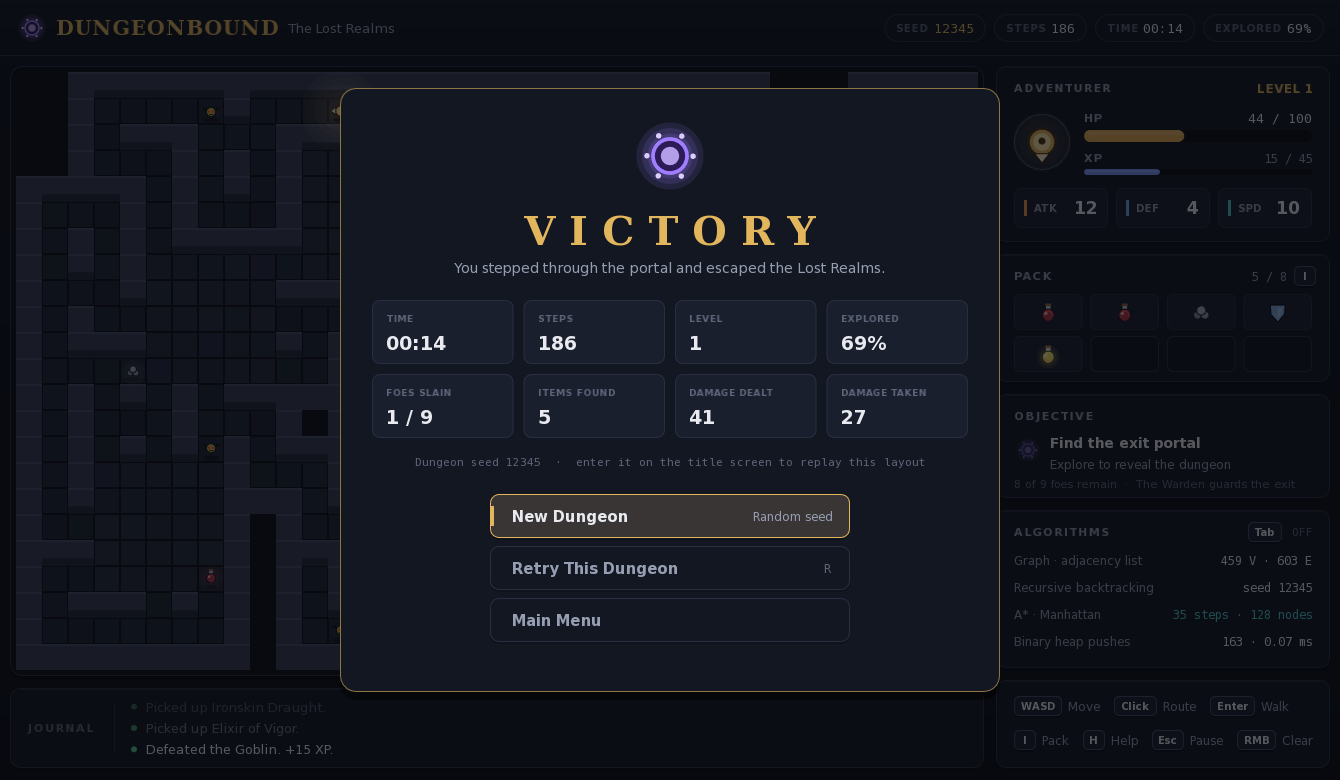 DUNGEONBOUND The Lost Realms SEED 12345 STEPS 186 TIME 00:14 EXPLORED 69%
VICTORY
You stepped through the portal and escaped the Lost Realms.
TIME STEPS LEVEL EXPLORED
00:14 186 1 69%
FOES SLAIN ITEMS FOUND DAMAGE DEALT DAMAGE TAKEN
1 / 9 5 41 27
Dungeon seed 12345 · enter it on the title screen to replay this layout
New Dungeon Random seed
Retry This Dungeon R
Main Menu
ADVENTURER LEVEL 1
HP 44 / 100
XP 15 / 45
ATK 12 DEF 4 SPD 10
PACK 5 / 8 I
OBJECTIVE
Find the exit portal
Explore to reveal the dungeon
8 of 9 foes remain · The Warden guards the exit
ALGORITHMS Tab OFF
Graph · adjacency list 459 V · 603 E
Recursive backtracking seed 12345
A* · Manhattan 35 steps · 128 nodes
Binary heap pushes 163 · 0.07 ms
JOURNAL
Picked up Ironskin Draught.
Picked up Elixir of Vigor.
Defeated the Goblin. +15 XP.
WASD Move Click Route Enter Walk
I Pack H Help Esc Pause RMB Clear